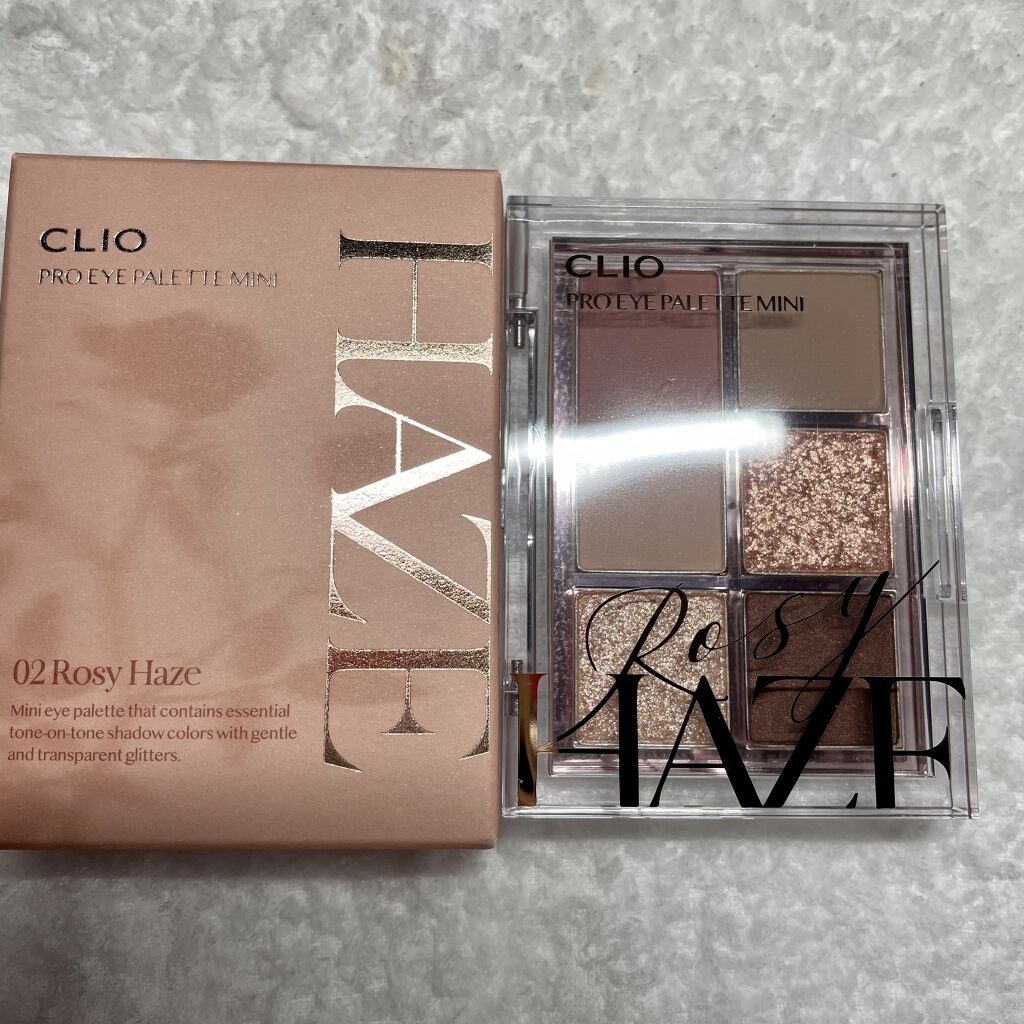 CLIO
PRO EYE PALETTE MINI
HAZE
02 Rosy Haze
Mini eye palette that contains essential
tone-on-tone shadow colors with gentle
and transparent glitters.
CLIO
PRO EYE PALETTE MINI
Rosy
HAZE